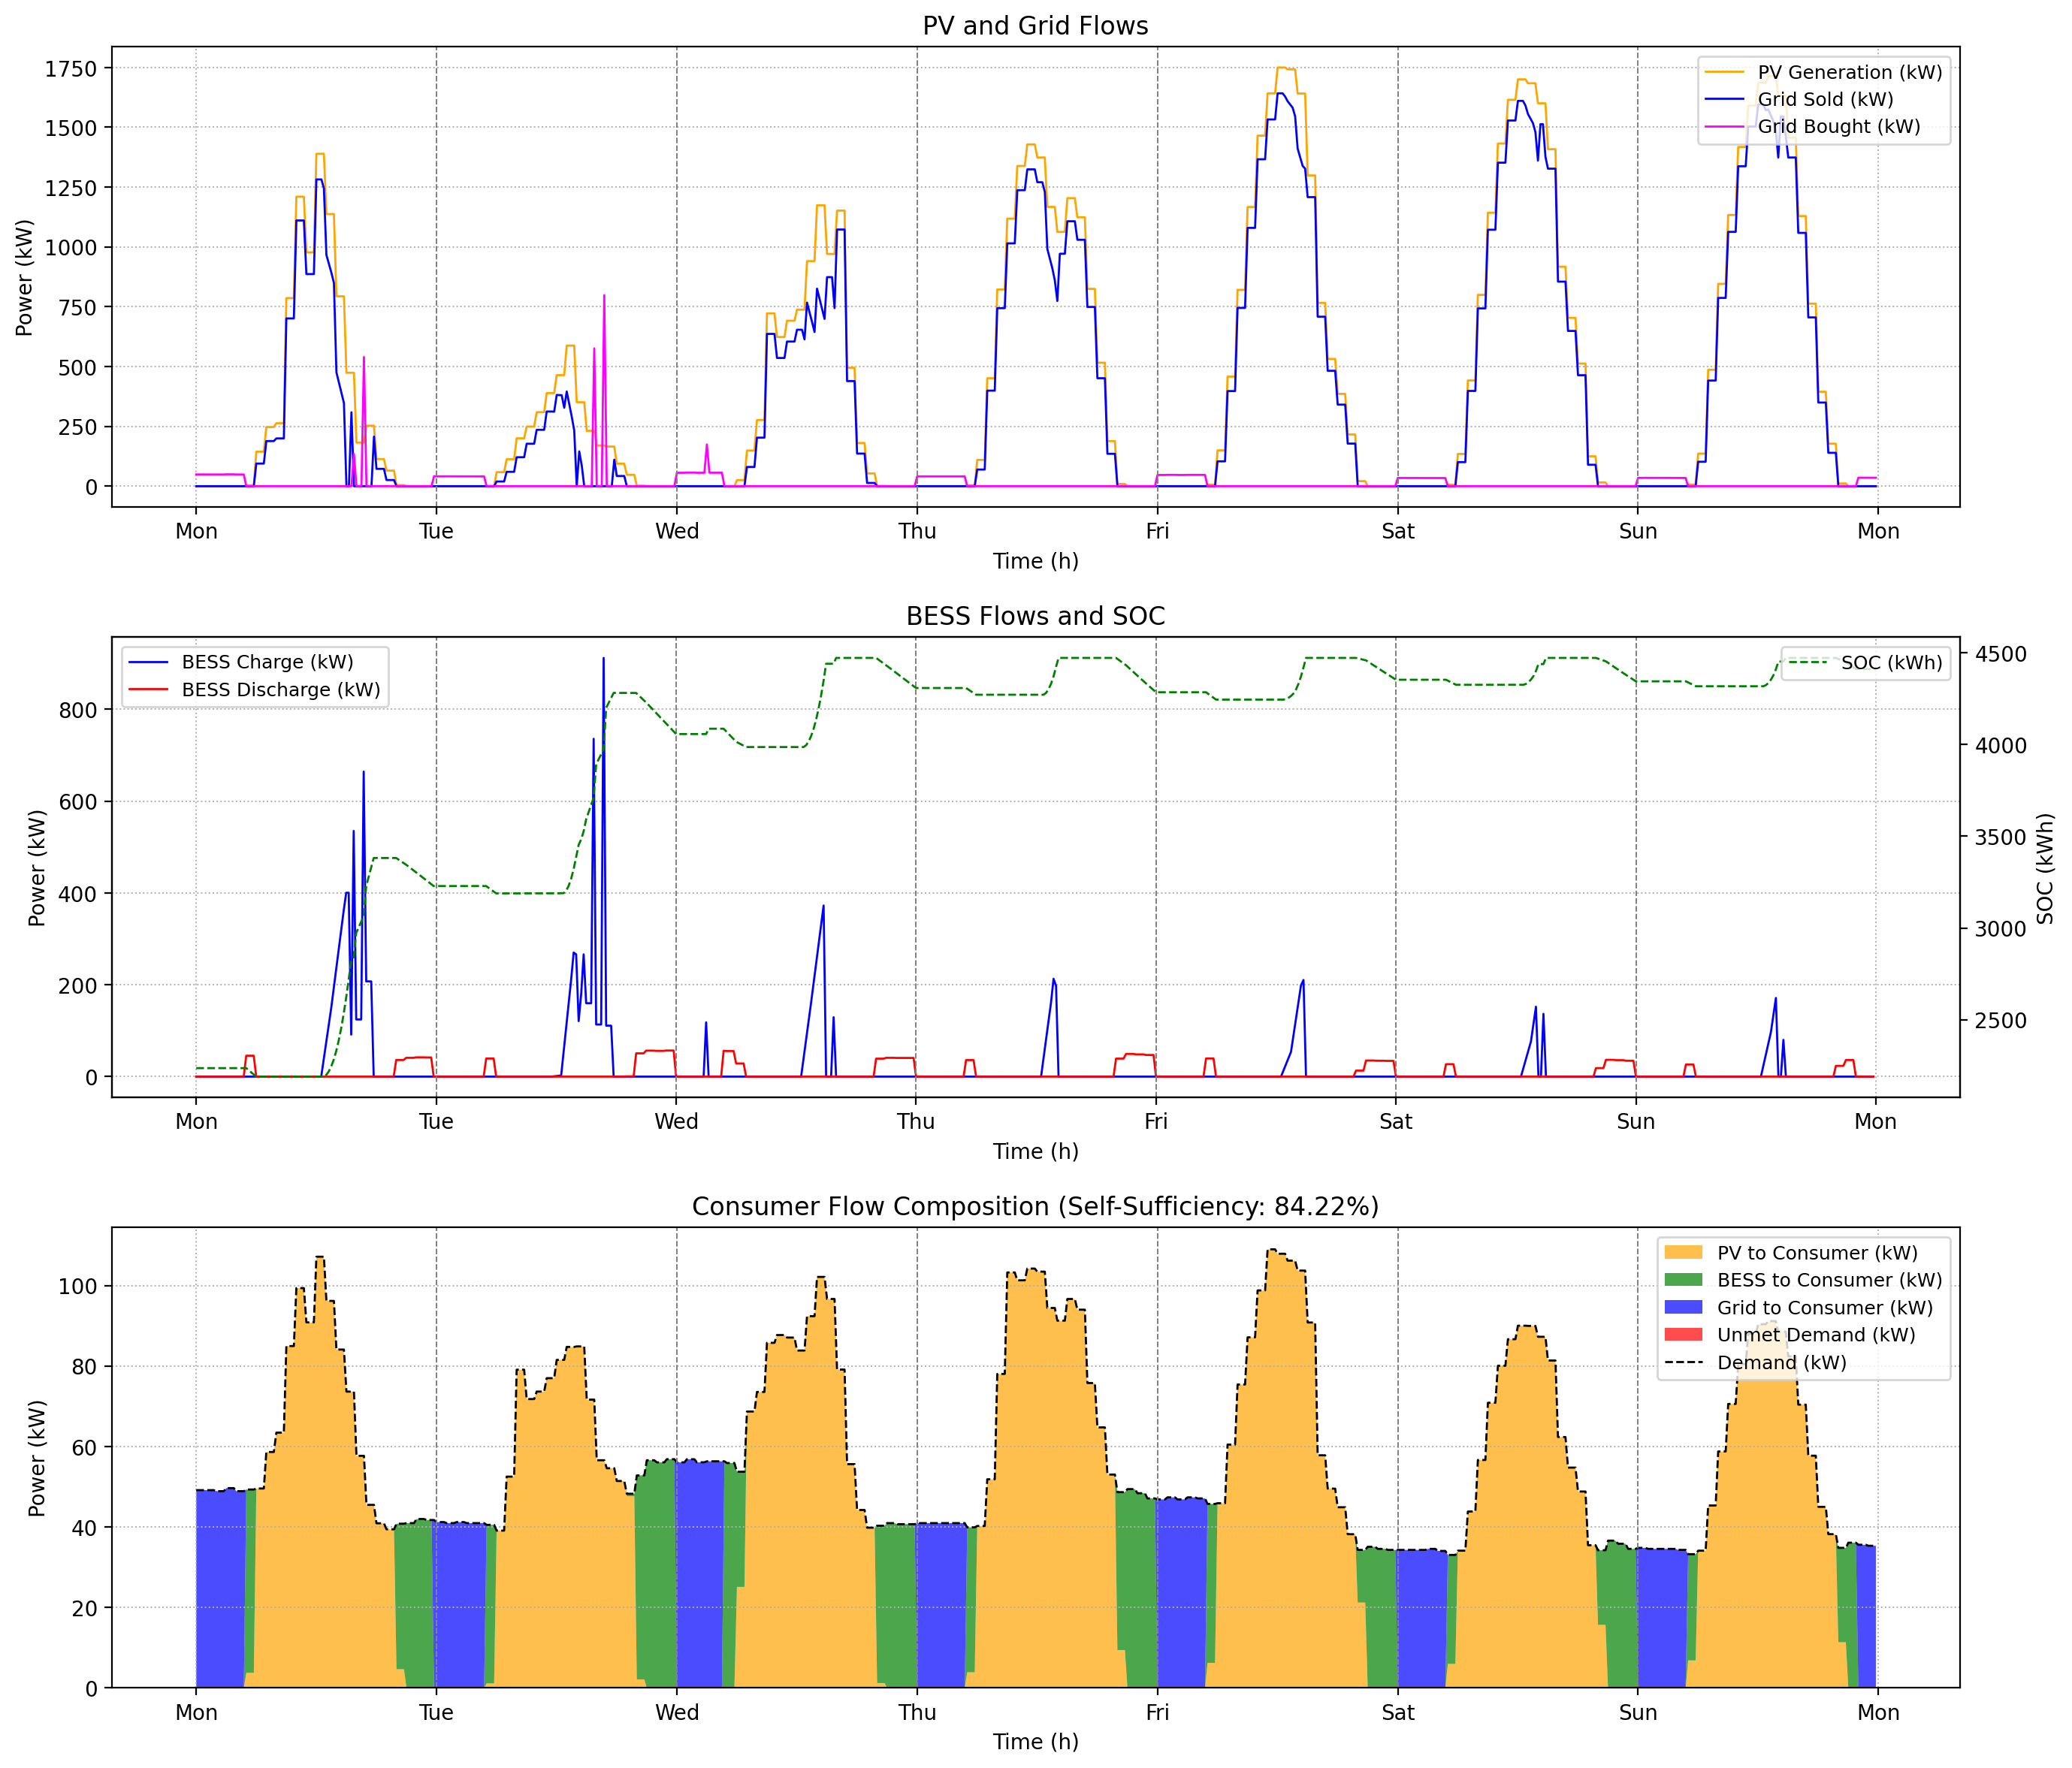 PV and Grid Flows
PV Generation (kW)
Grid Sold (kW)
Grid Bought (kW)
Power (kW)
1750
1500
1250
1000
750
500
250
0
Mon Tue Wed Thu Fri Sat Sun Mon
Time (h)
BESS Flows and SOC
BESS Charge (kW)
BESS Discharge (kW)
SOC (kWh)
Power (kW)
800
600
400
200
0
4500
4000
3500
3000
2500
SOC (kWh)
Mon Tue Wed Thu Fri Sat Sun Mon
Time (h)
Consumer Flow Composition (Self-Sufficiency: 84.22%)
PV to Consumer (kW)
BESS to Consumer (kW)
Grid to Consumer (kW)
Unmet Demand (kW)
Demand (kW)
Power (kW)
100
80
60
40
20
0
Mon Tue Wed Thu Fri Sat Sun Mon
Time (h)